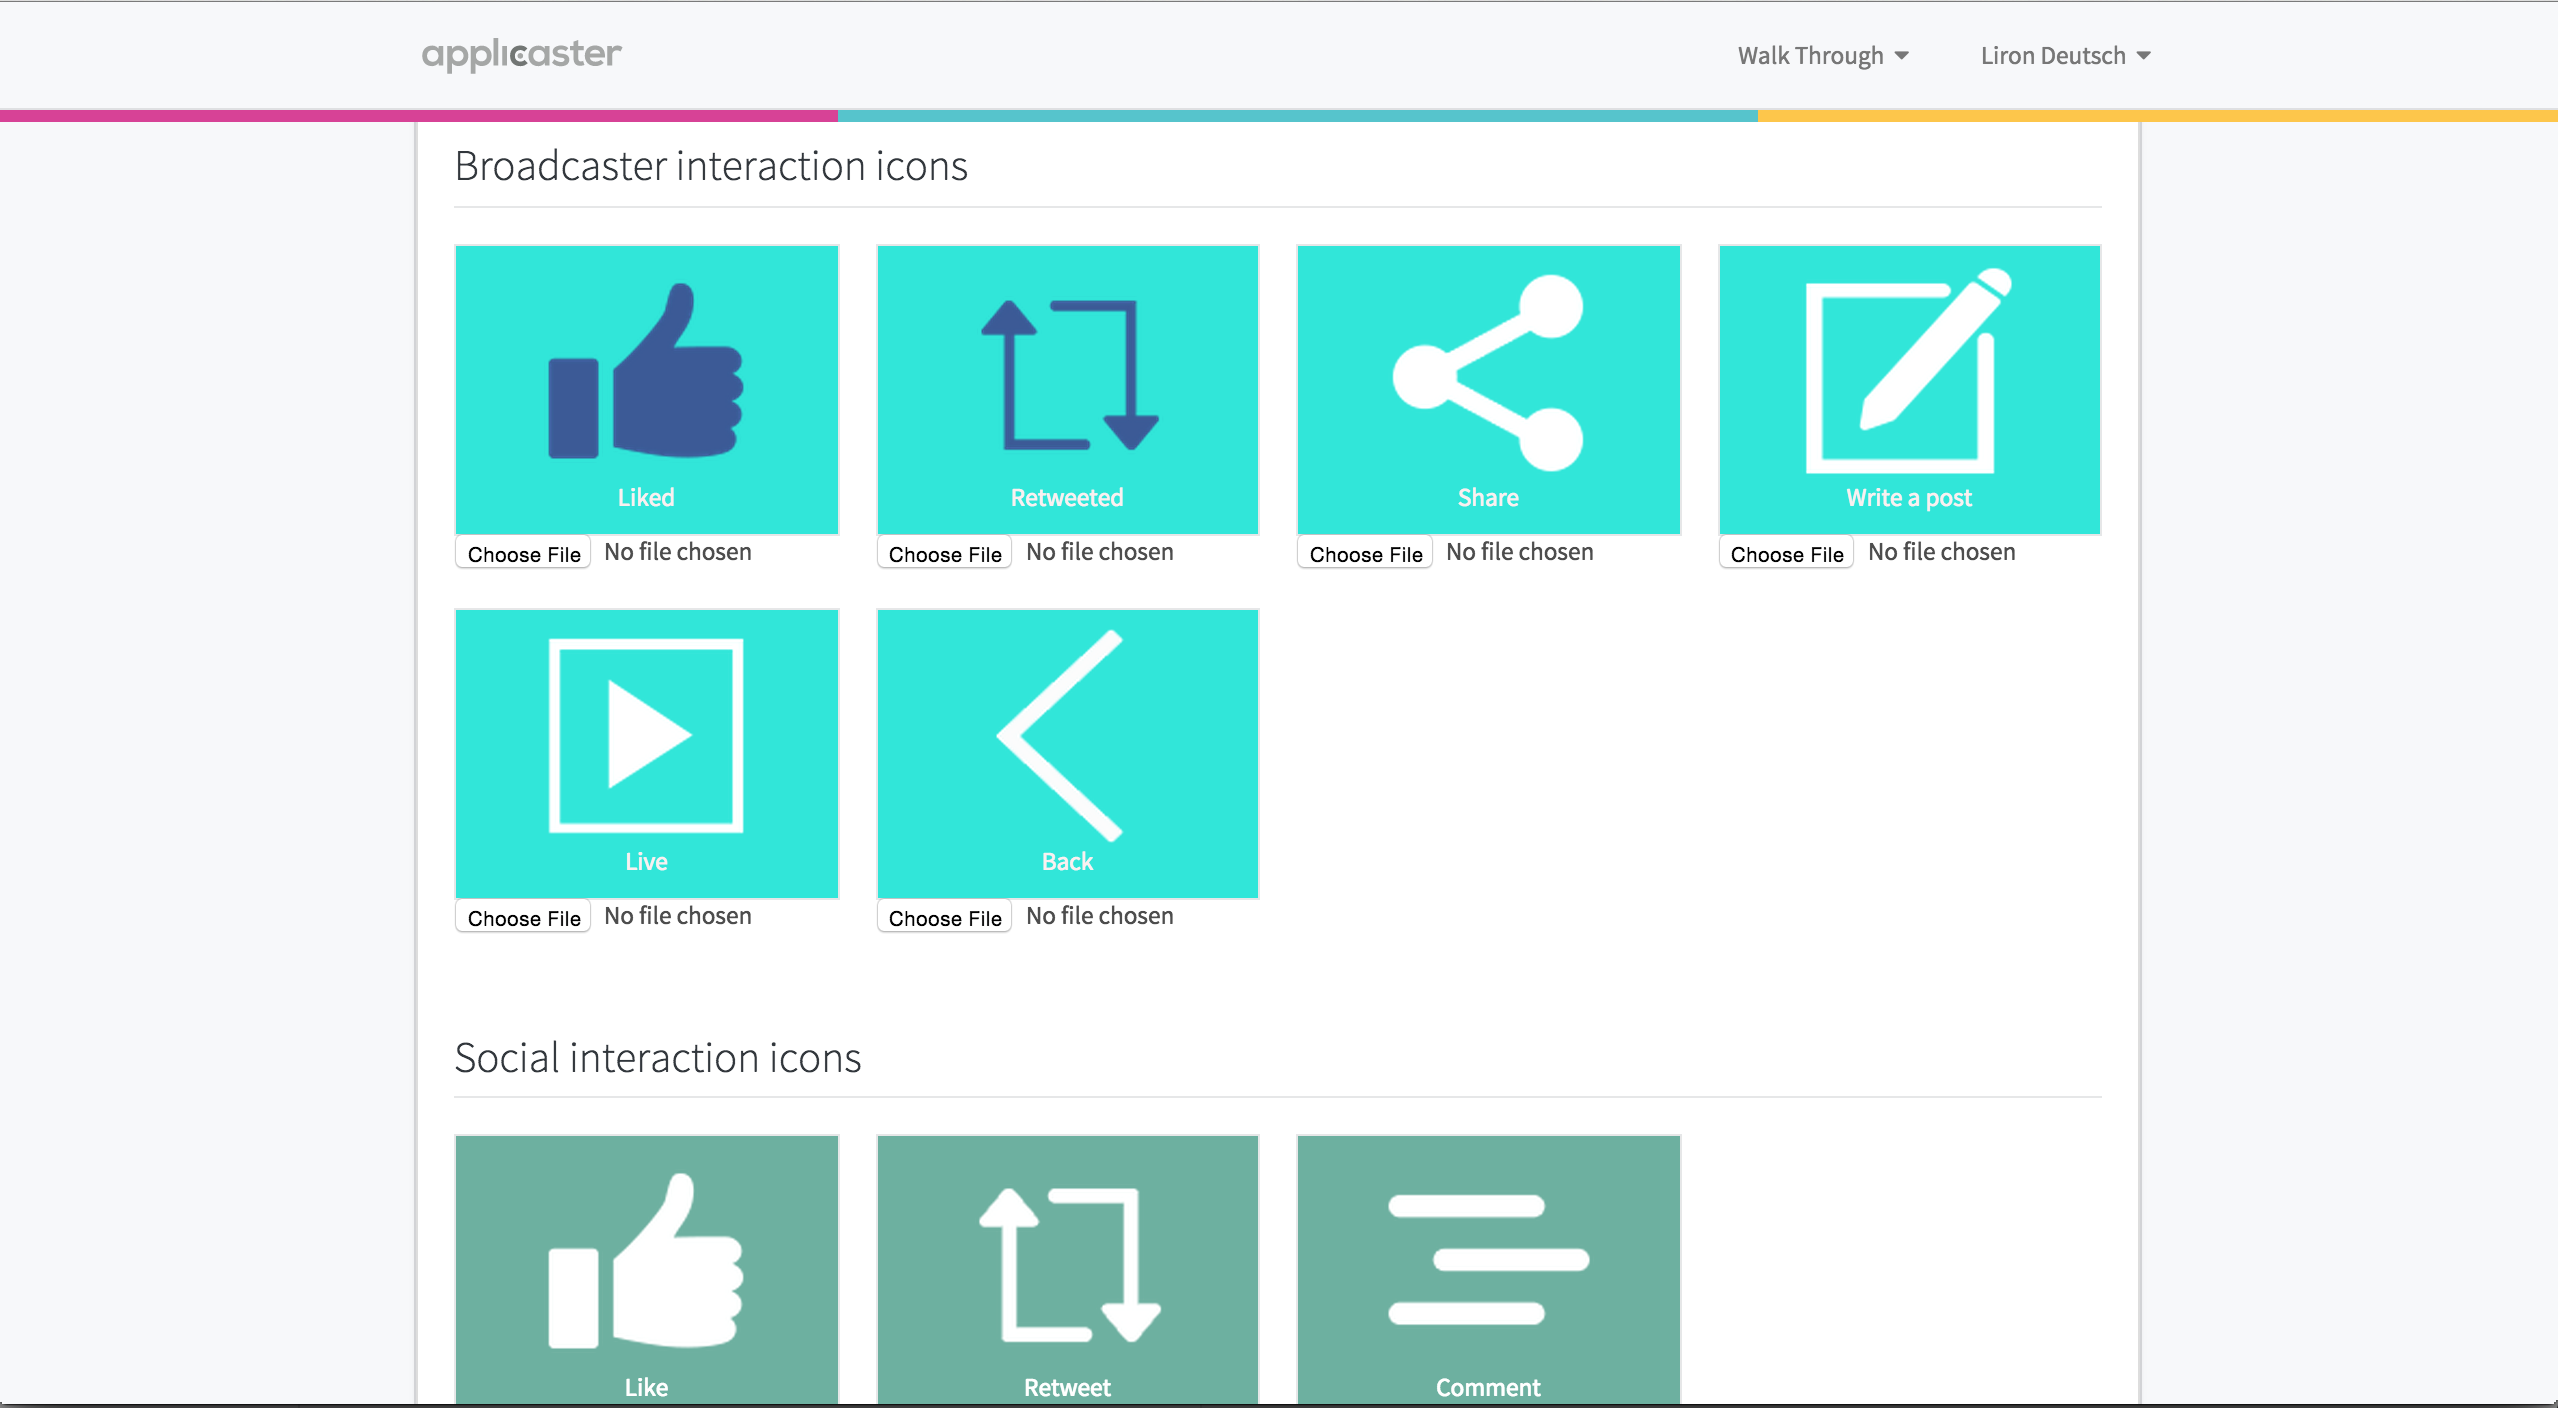 applicaster
Walk Through
Liron Deutsch
Broadcaster interaction icons
Liked
Retweeted
Share
Write a post
Choose File No file chosen
Choose File No file chosen
Choose File No file chosen
Choose File No file chosen
Live
Back
Choose File No file chosen
Choose File No file chosen
Social interaction icons
Like
Retweet
Comment